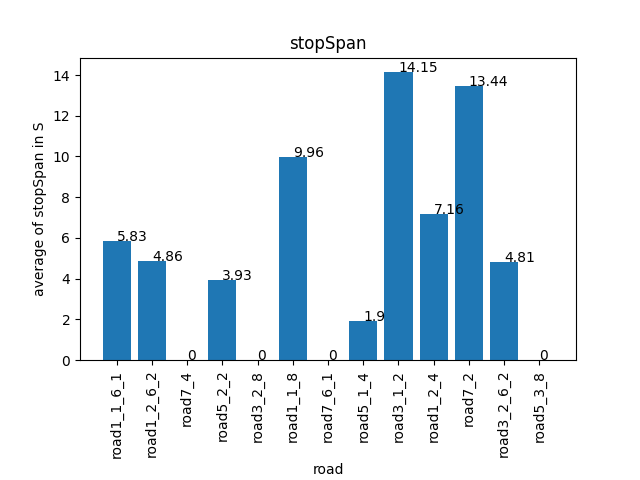 stopSpan
average of stopSpan in S
14
12
10
8
6
4
2
0
5.83
4.86
0
3.93
0
9.96
0
1.9
14.15
7.16
13.44
4.81
0
road1_1_6_1
road1_2_6_2
road7_4
road5_2_2
road3_2_8
road1_1_8
road7_6_1
road5_1_4
road3_1_2
road1_2_4
road7_2
road3_2_6_2
road5_3_8
road